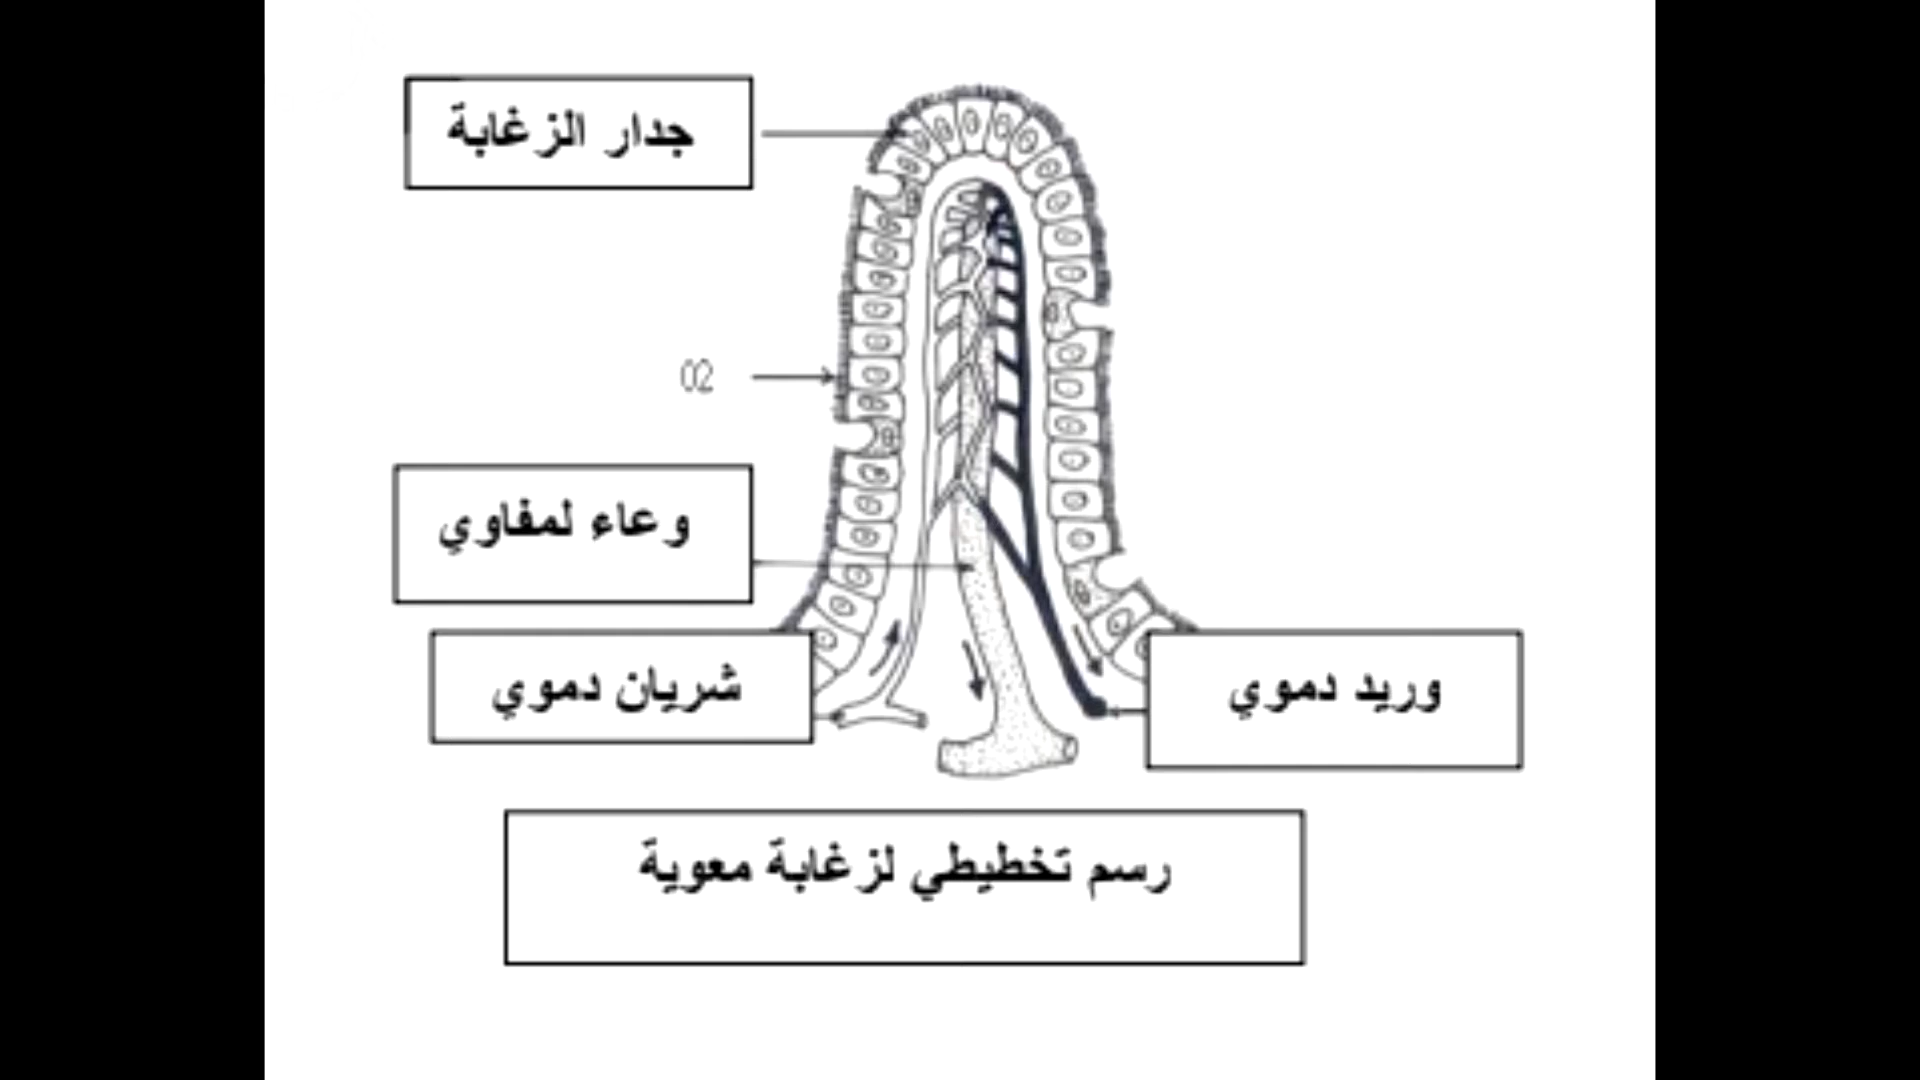 جدار الزغابة
02
وعاء لمفاوي
شريان دموي
وريد دموي
رسم تخطيطي لزغابة معوية